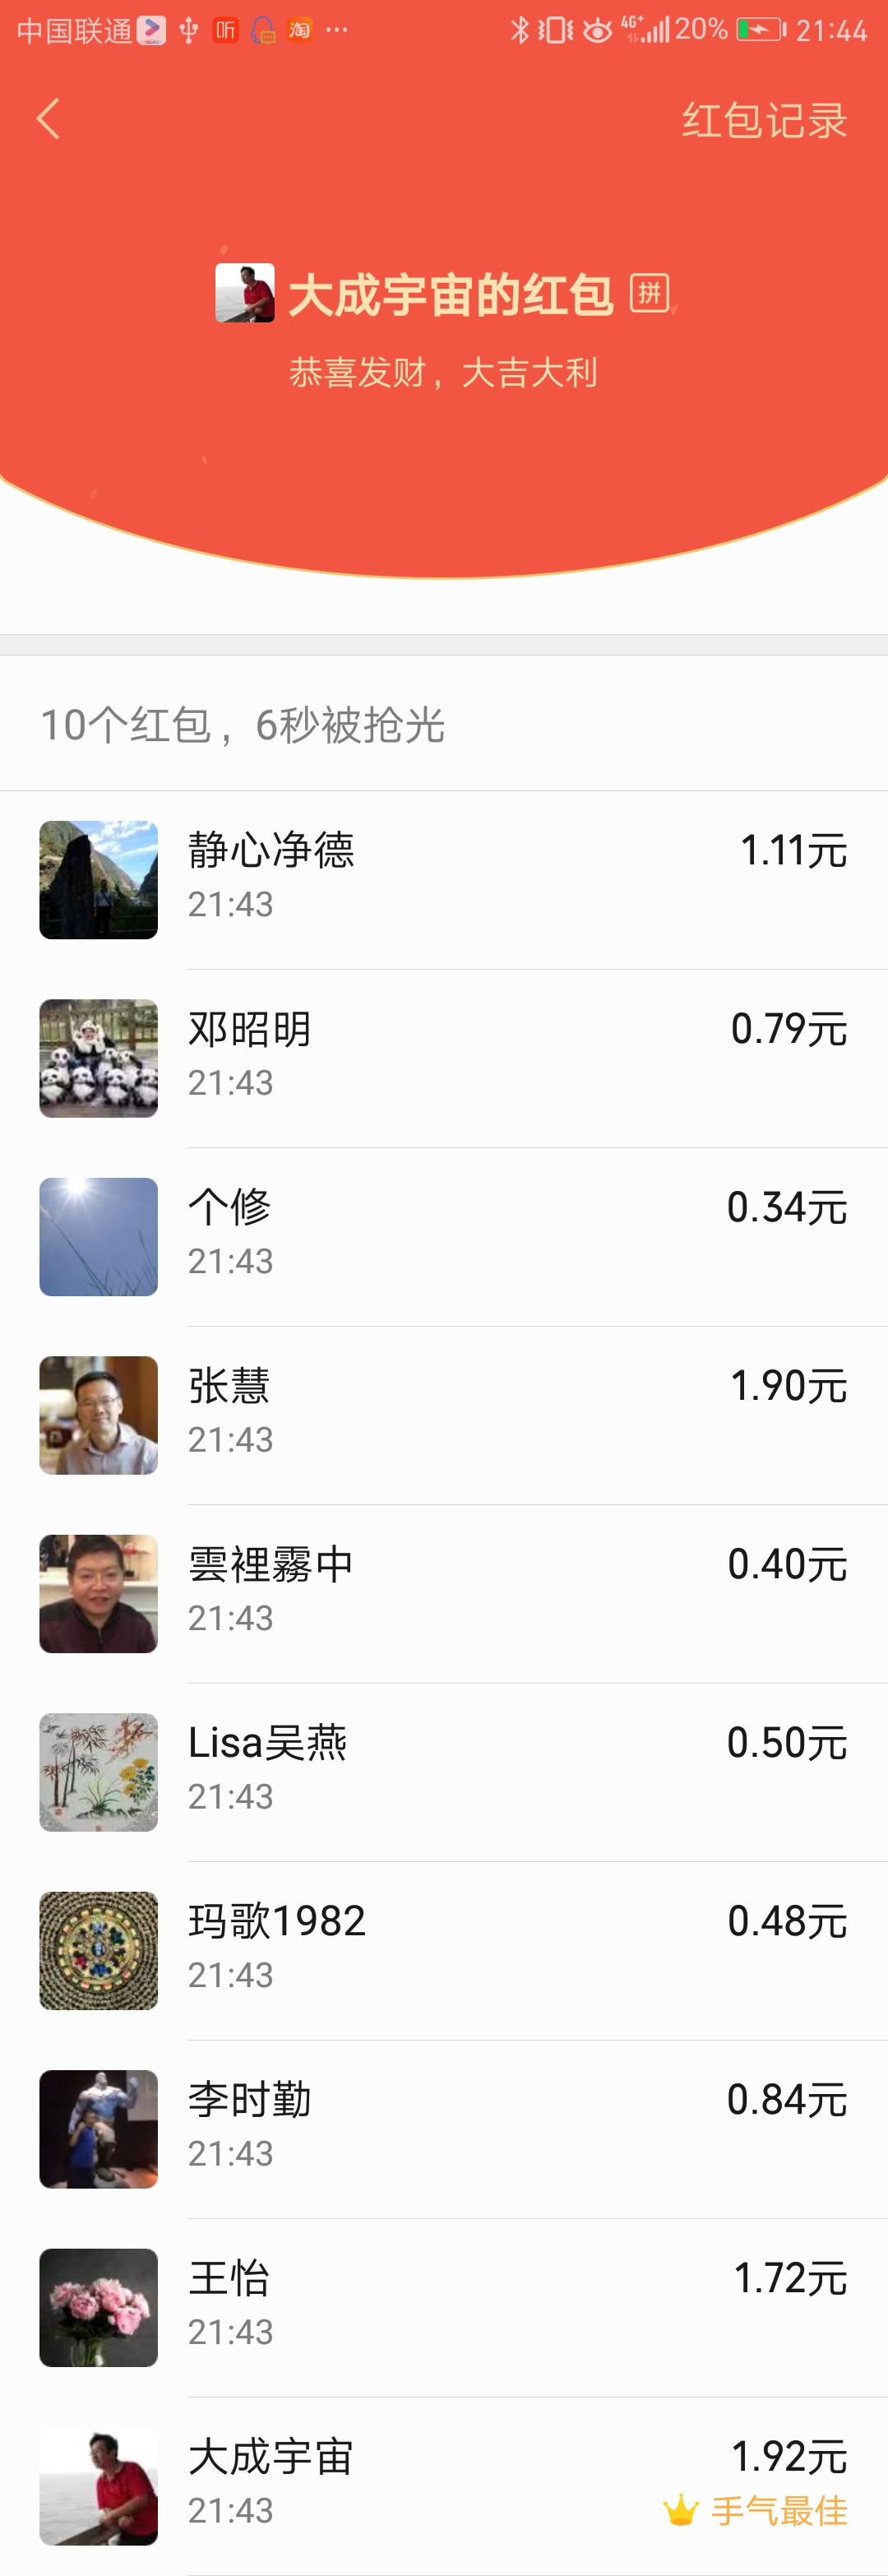 中国联通 听 淘 ··· 4G+ 20% 21:44
红包记录
大成宇宙的红包 拼
恭喜发财，大吉大利
10个红包，6秒被抢光
静心净德 1.11元
21:43
邓昭明 0.79元
21:43
个修 0.34元
21:43
张慧 1.90元
21:43
雲裡霧中 0.40元
21:43
Lisa吴燕 0.50元
21:43
玛歌1982 0.48元
21:43
李时勤 0.84元
21:43
王怡 1.72元
21:43
大成宇宙 1.92元
21:43 手气最佳